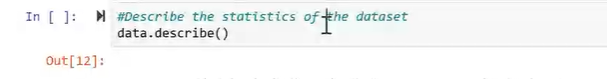 In [ ]: #Describe the statistics of the dataset
data.describe()
Out[12]: